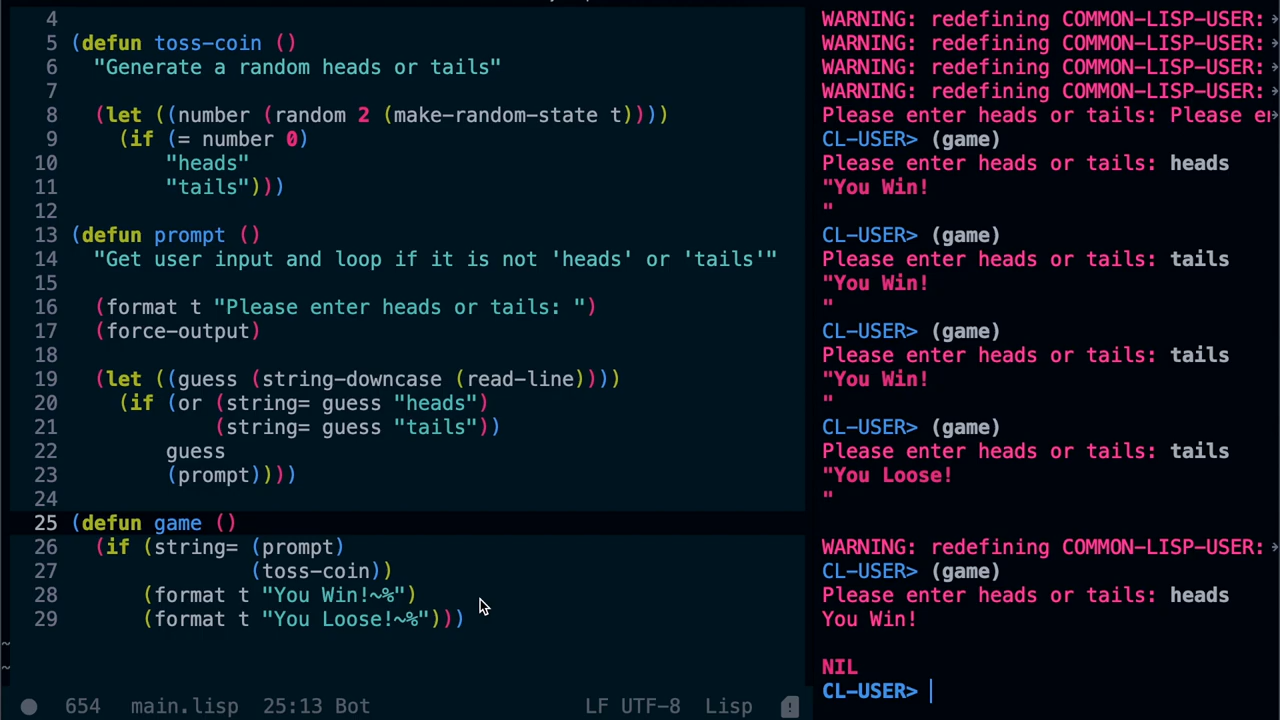 4
5 (defun toss-coin ()
6   "Generate a random heads or tails"
7
8   (let ((number (random 2 (make-random-state t))))
9     (if (= number 0)
10         "heads"
11         "tails")))
12
13 (defun prompt ()
14   "Get user input and loop if it is not 'heads' or 'tails'"
15
16   (format t "Please enter heads or tails: ")
17   (force-output)
18
19   (let ((guess (string-downcase (read-line))))
20     (if (or (string= guess "heads")
21             (string= guess "tails"))
22         guess
23         (prompt))))
24
25 (defun game ()
26   (if (string= (prompt)
27                (toss-coin))
28       (format t "You Win!~%")
29       (format t "You Loose!~%")))
~
~
654 main.lisp 25:13 Bot LF UTF-8 Lisp
WARNING: redefining COMMON-LISP-USER:
WARNING: redefining COMMON-LISP-USER:
WARNING: redefining COMMON-LISP-USER:
WARNING: redefining COMMON-LISP-USER:
Please enter heads or tails: Please
CL-USER> (game)
Please enter heads or tails: heads
"You Win!
"
CL-USER> (game)
Please enter heads or tails: tails
"You Win!
"
CL-USER> (game)
Please enter heads or tails: tails
"You Win!
"
CL-USER> (game)
Please enter heads or tails: tails
"You Loose!
"
WARNING: redefining COMMON-LISP-USER:
CL-USER> (game)
Please enter heads or tails: heads
You Win!
NIL
CL-USER>